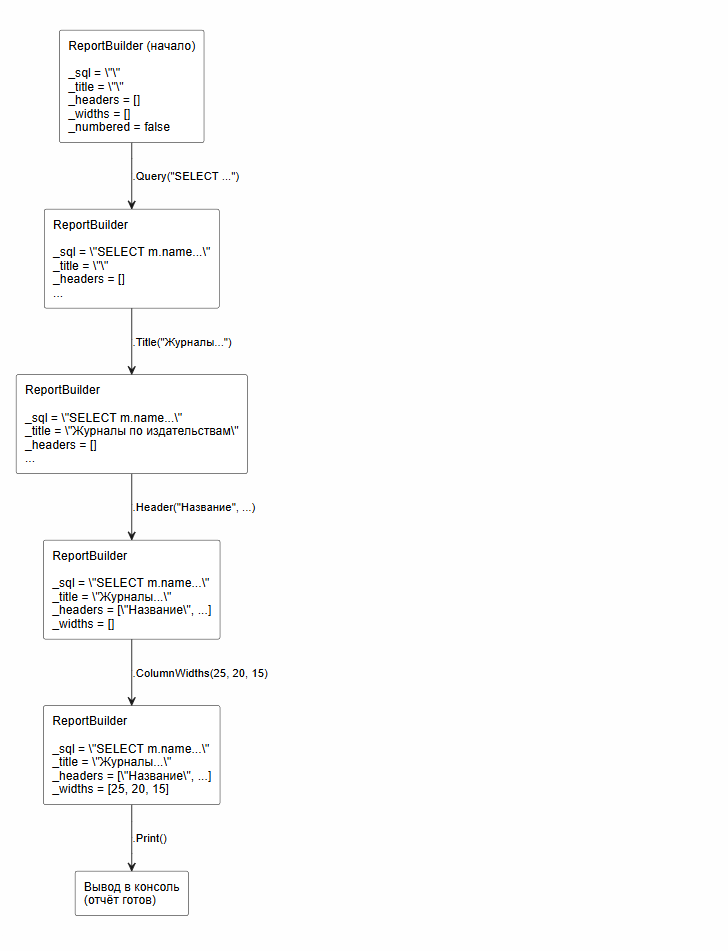 ReportBuilder (начало)
_sql = \"\"
_title = \"\"
_headers = []
_widths = []
_numbered = false
.Query("SELECT ...")
ReportBuilder
_sql = \"SELECT m.name...\"
_title = \"\"
_headers = []
...
.Title("Журналы...")
ReportBuilder
_sql = \"SELECT m.name...\"
_title = \"Журналы по издательствам\"
_headers = []
...
.Header("Название", ...)
ReportBuilder
_sql = \"SELECT m.name...\"
_title = \"Журналы...\"
_headers = [\"Название\", ...]
_widths = []
.ColumnWidths(25, 20, 15)
ReportBuilder
_sql = \"SELECT m.name...\"
_title = \"Журналы...\"
_headers = [\"Название\", ...]
_widths = [25, 20, 15]
.Print()
Вывод в консоль
(отчёт готов)